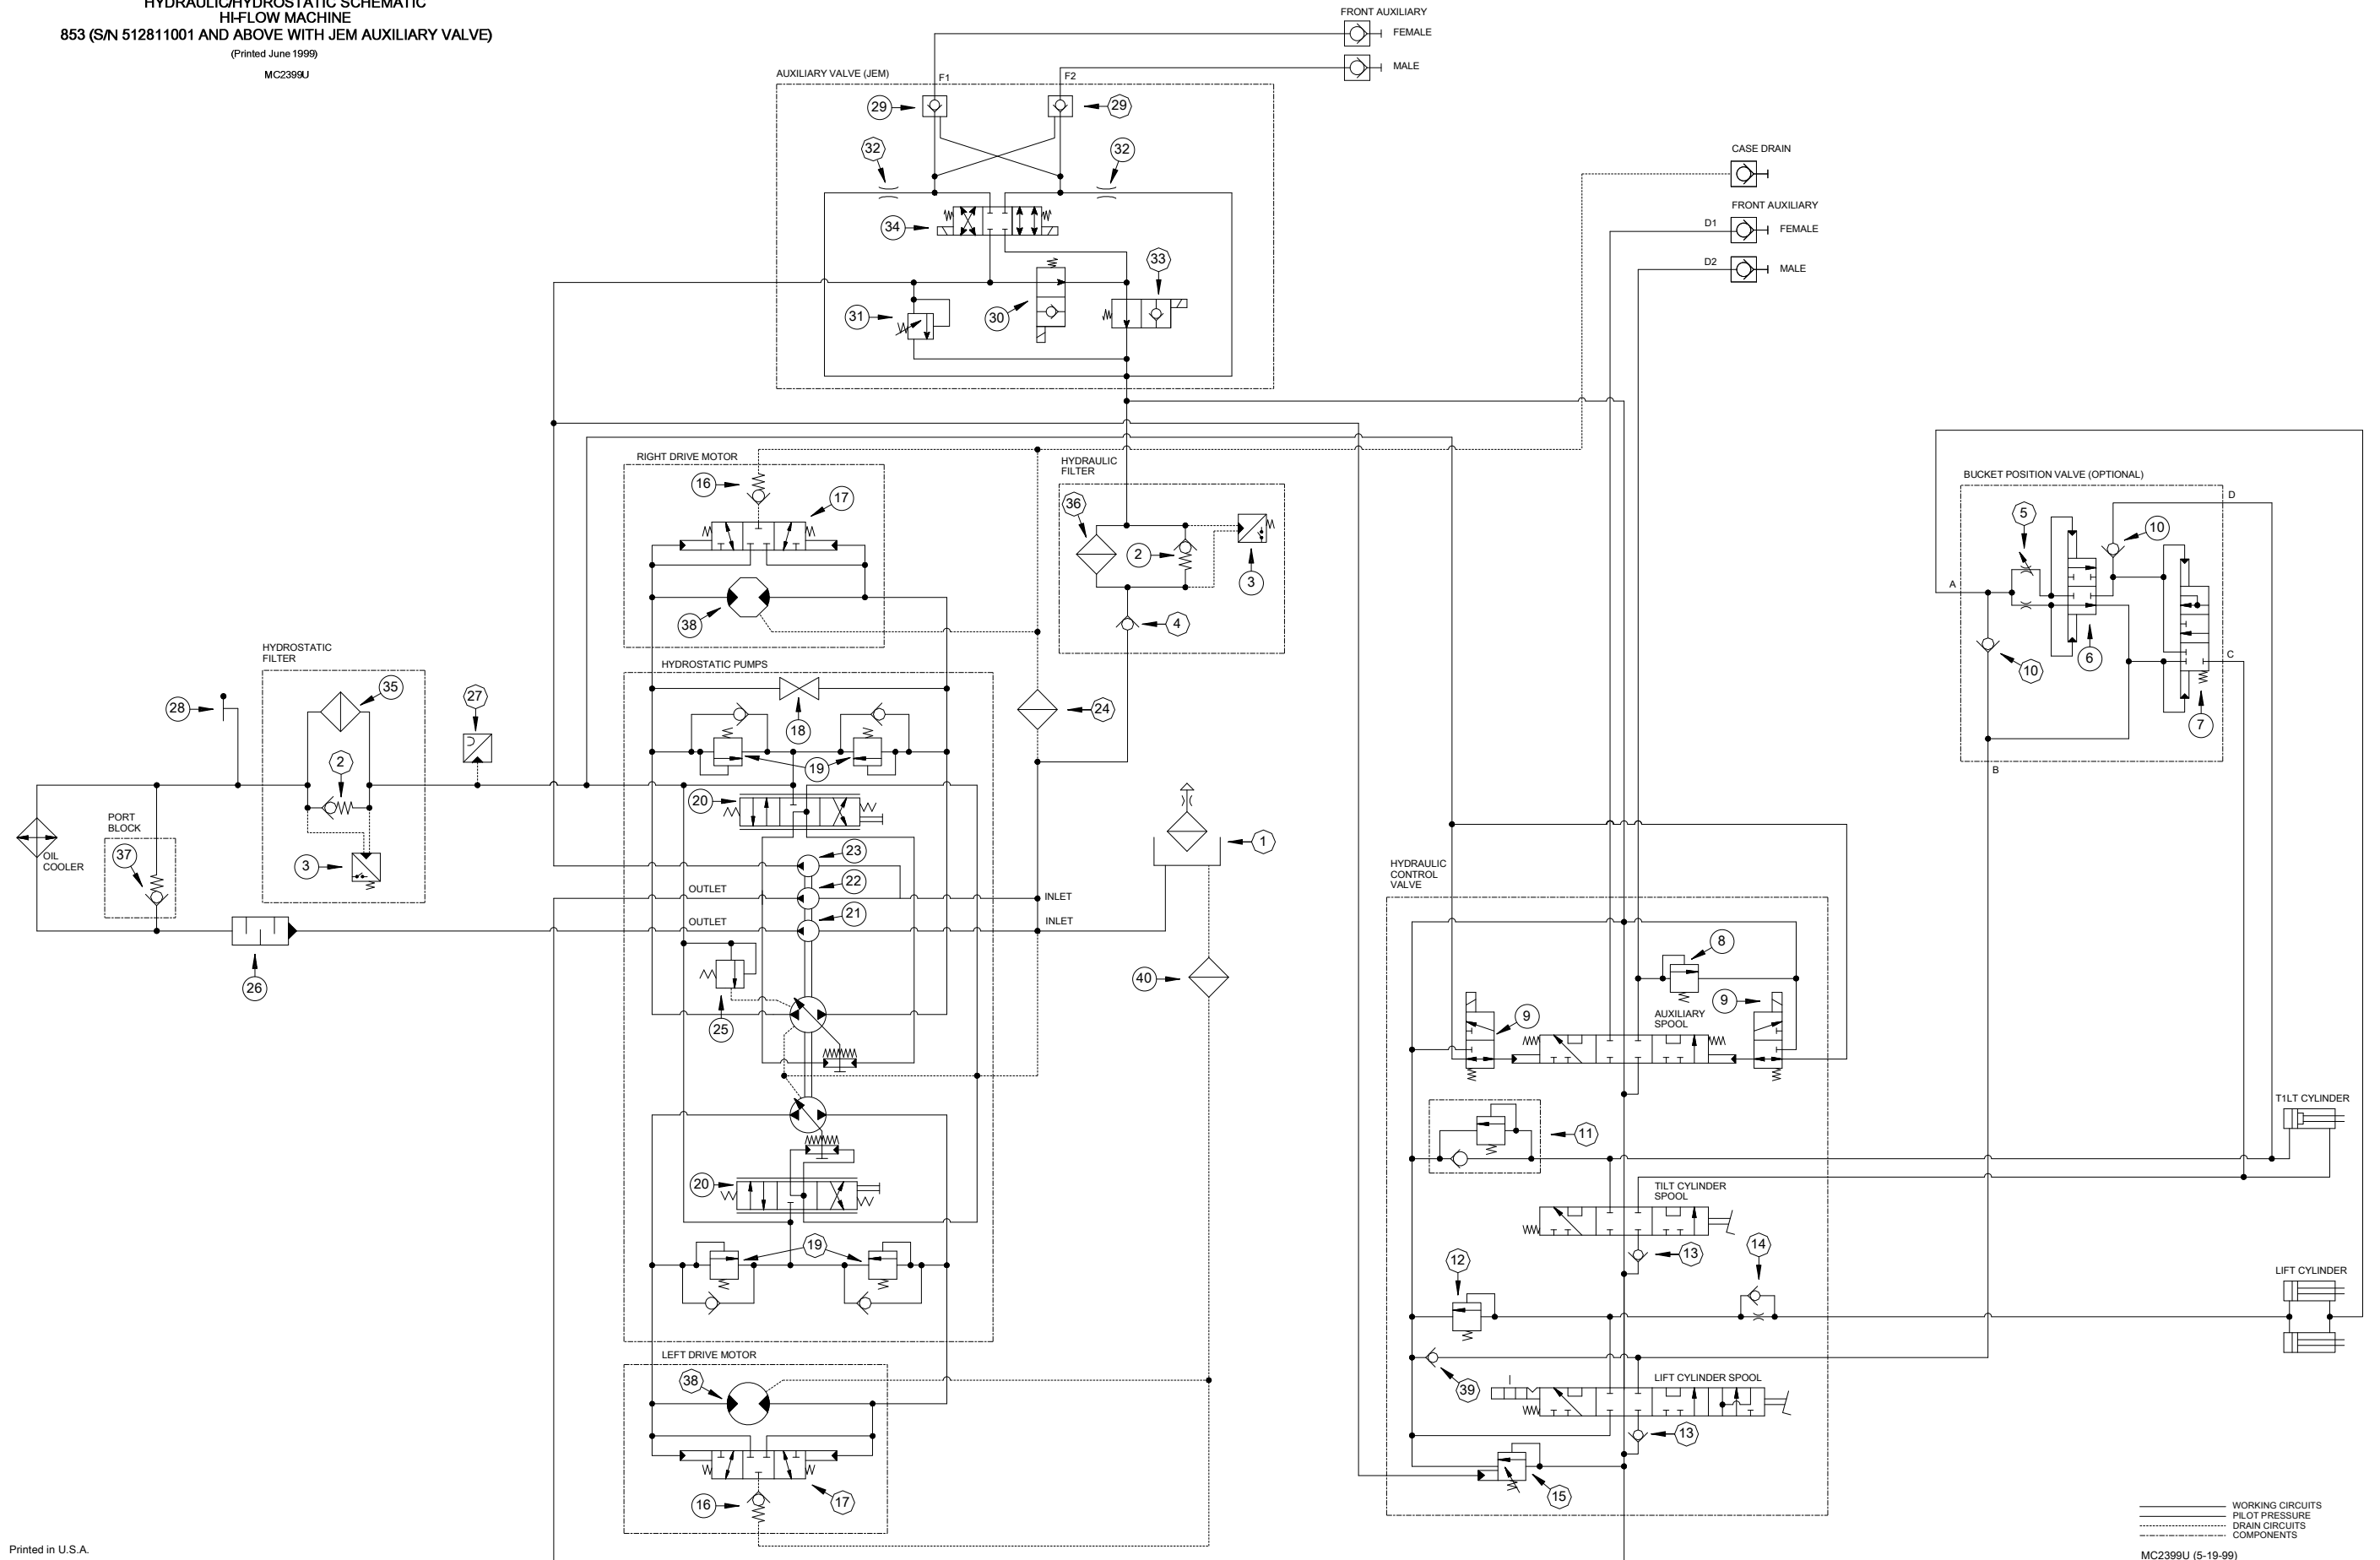 HYDRAULIC/HYDROSTATIC SCHEMATIC
HI-FLOW MACHINE
853 (S/N 512811001 AND ABOVE WITH JEM AUXILIARY VALVE)
(Printed June 1999)
MC2399U
FRONT AUXILIARY
FEMALE
MALE
AUXILIARY VALVE (JEM)
F1
F2
29
29
32
32
34
33
31
30
CASE DRAIN
FRONT AUXILIARY
D1
FEMALE
D2
MALE
RIGHT DRIVE MOTOR
16
17
38
HYDRAULIC
FILTER
36
2
3
4
BUCKET POSITION VALVE (OPTIONAL)
D
5
10
A
6
C
10
7
B
HYDROSTATIC
FILTER
35
28
27
2
3
PORT
BLOCK
37
OIL
COOLER
26
HYDROSTATIC PUMPS
18
24
19
20
23
22
OUTLET
INLET
21
OUTLET
INLET
25
20
19
1
40
LEFT DRIVE MOTOR
38
16
17
HYDRAULIC
CONTROL
VALVE
8
9
9
AUXILIARY
SPOOL
11
T1LT CYLINDER
TILT CYLINDER
SPOOL
13
14
12
LIFT CYLINDER
39
LIFT CYLINDER SPOOL
13
15
WORKING CIRCUITS
PILOT PRESSURE
DRAIN CIRCUITS
COMPONENTS
Printed in U.S.A.
MC2399U (5-19-99)